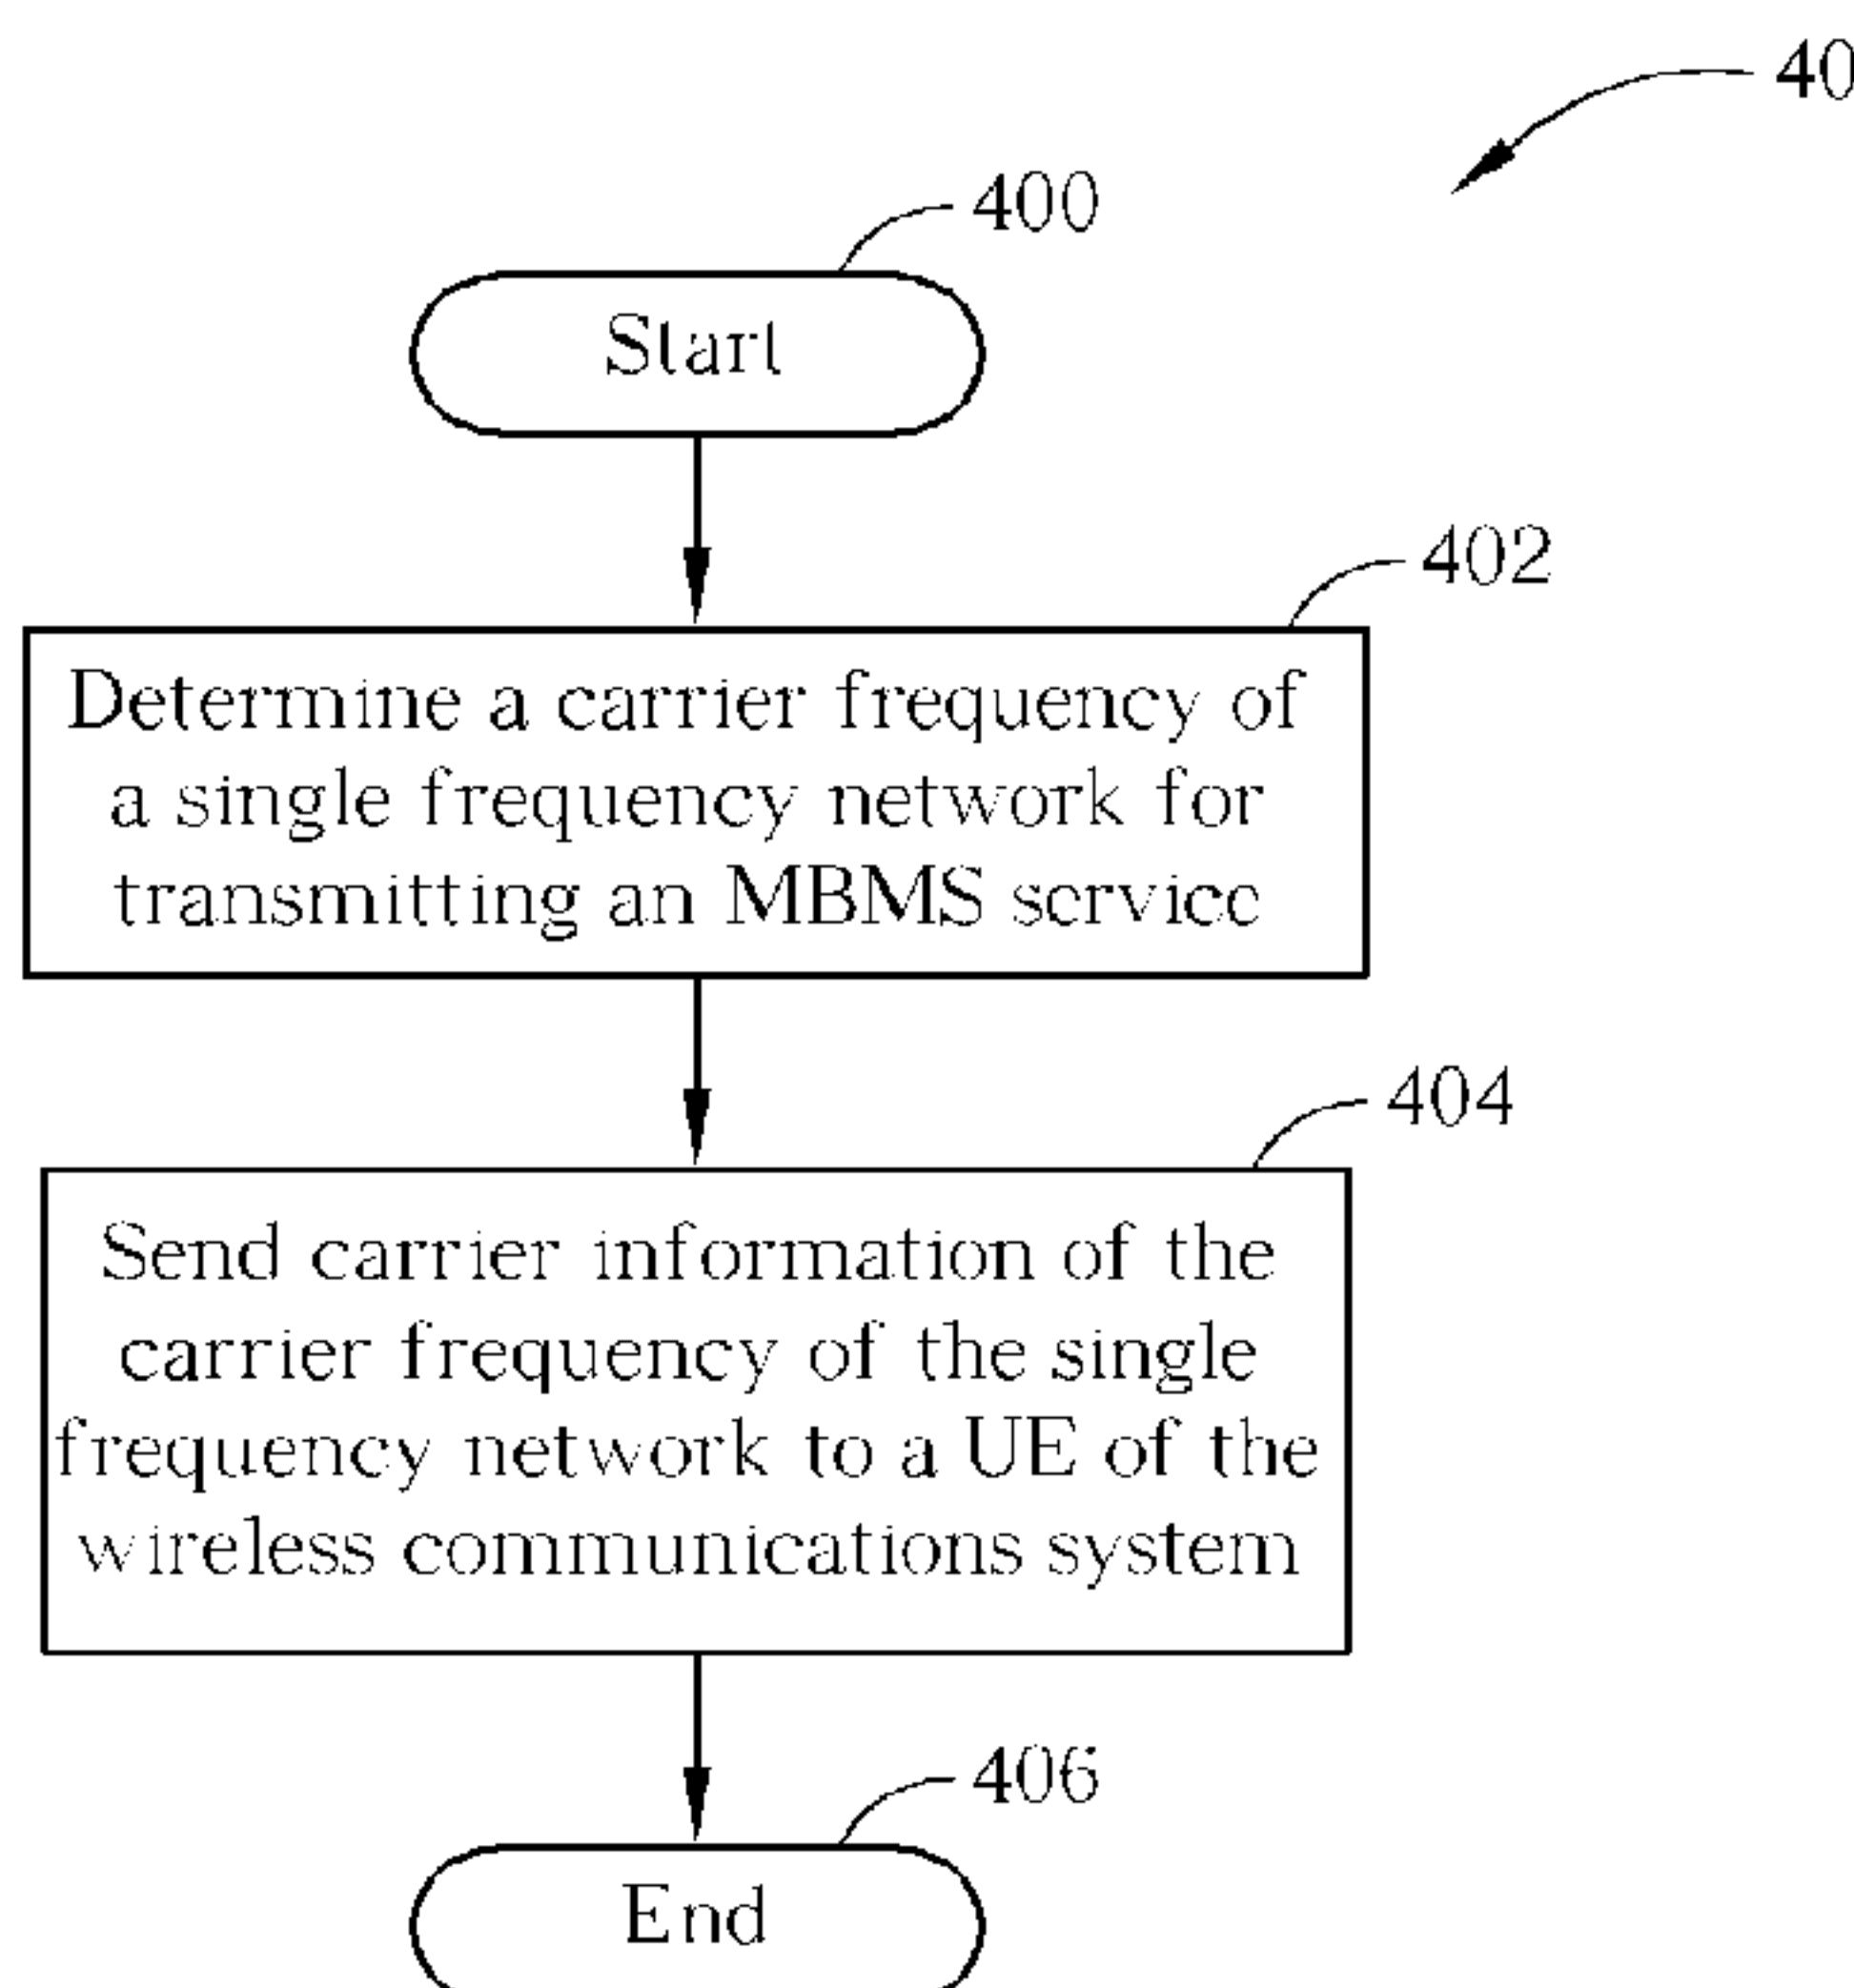 40
400
Start
402
Determine a carrier frequency of
a single frequency network for
transmitting an MBMS service
404
Send carrier information of the
carrier frequency of the single
frequency network to a UE of the
wireless communications system
406
End